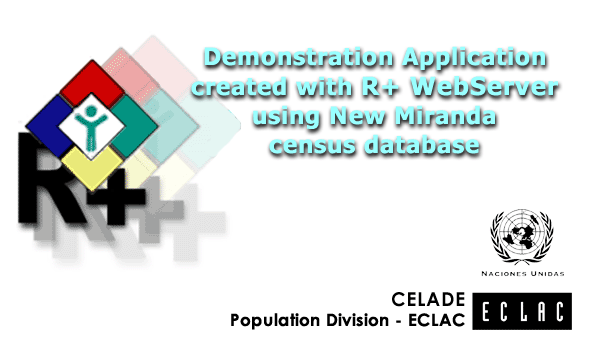 Demonstration Application
created with R+ WebServer
using New Miranda
census database
R+
NACIONES UNIDAS
CELADE
Population Division - ECLAC
ECLAC